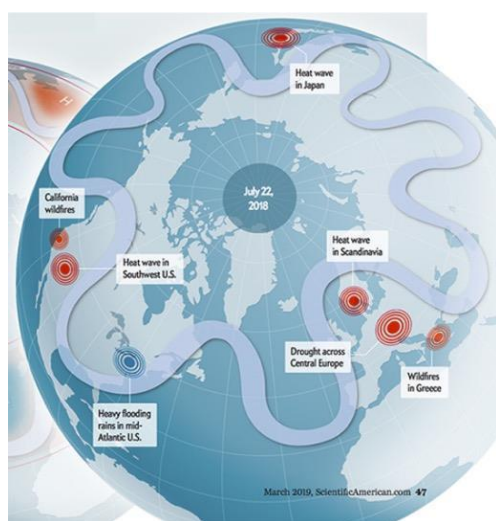 Heat wave
in Japan
H
July 22,
2018
California
wildfires
Heat wave in
Southwest U.S.
Heat wave
in Scandinavia
Drought across
Central Europe
Wildfires
in Greece
Heavy flooding
rains in mid-
Atlantic U.S.
March 2019, ScientificAmerican.com 47